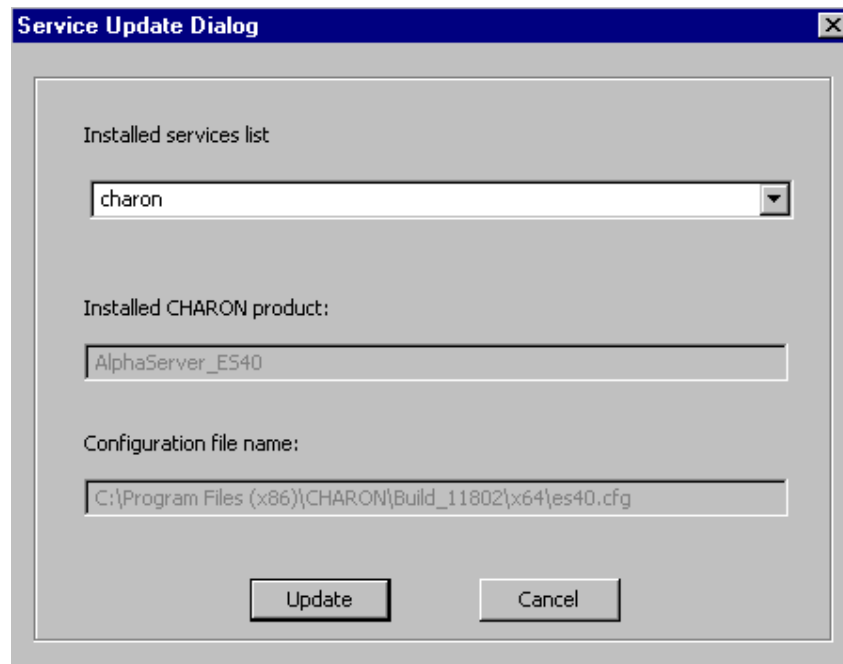 Service Update Dialog
Installed services list
charon
Installed CHARON product:
AlphaServer_ES40
Configuration file name:
C:\Program Files (x86)\CHARON\Build_11802\x64\es40.cfg
Update Cancel